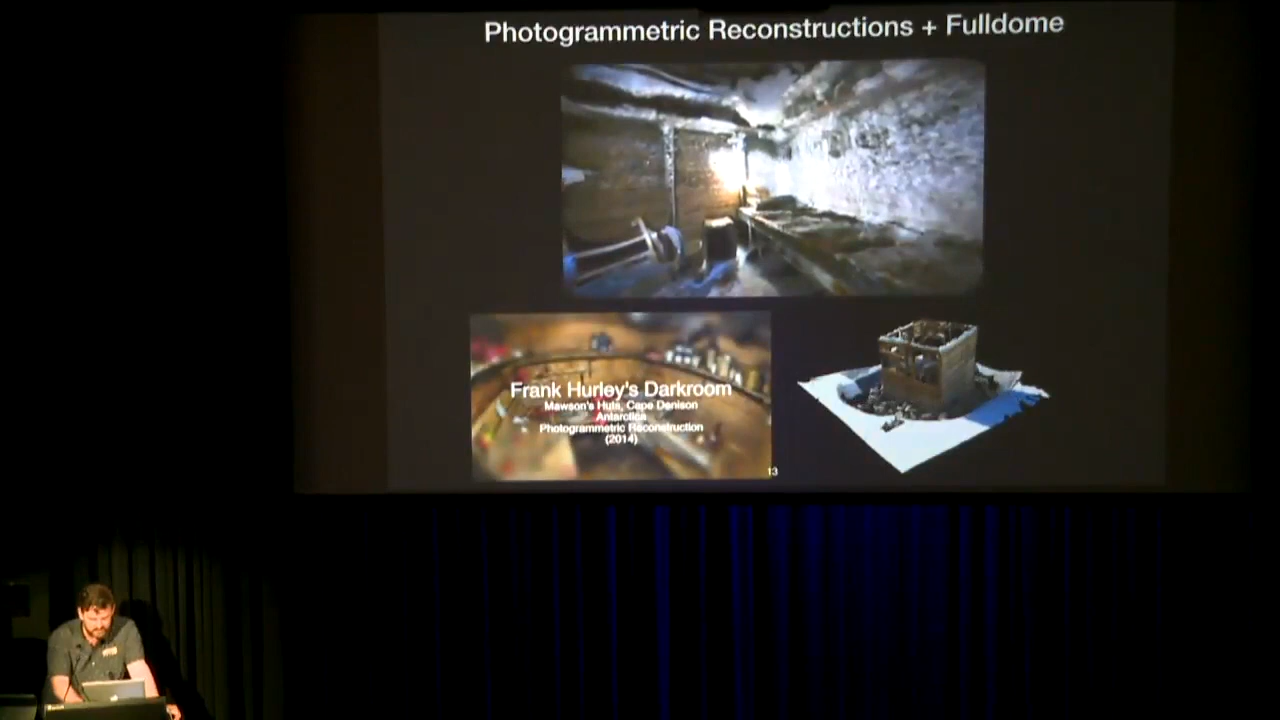 Photogrammetric Reconstructions + Fulldome
Frank Hurley's Darkroom
Mawson's Huts, Cape Denison
Antarctica
Photogrammetric Reconstruction
(2014)
13